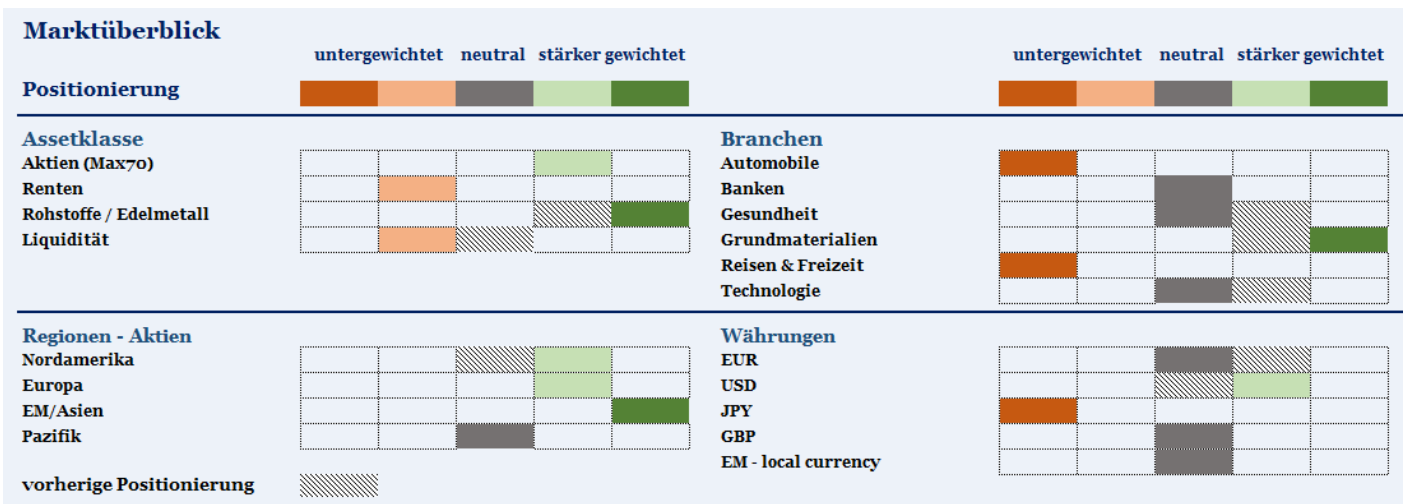 Marktüberblick
untergewichtet neutral stärker gewichtet
untergewichtet neutral stärker gewichtet
Positionierung
Assetklasse
Aktien (Max70)
Renten
Rohstoffe / Edelmetall
Liquidität
Branchen
Automobile
Banken
Gesundheit
Grundmaterialien
Reisen & Freizeit
Technologie
Regionen - Aktien
Nordamerika
Europa
EM/Asien
Pazifik
Währungen
EUR
USD
JPY
GBP
EM - local currency
vorherige Positionierung